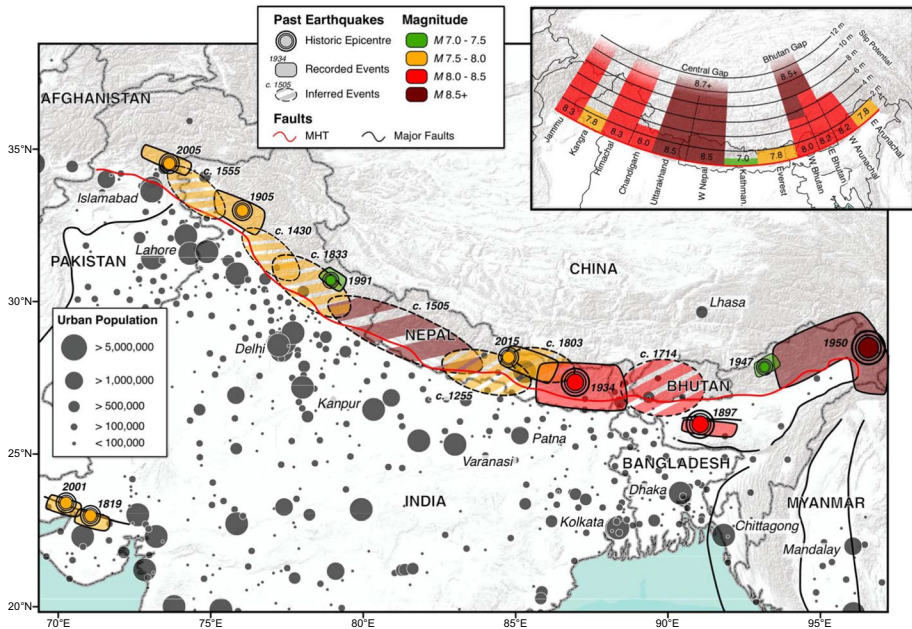 Past Earthquakes
Historic Epicentre
1934
Recorded Events
c. 1505
Inferred Events
Magnitude
M 7.0 - 7.5
M 7.5 - 8.0
M 8.0 - 8.5
M 8.5+
Faults
MHT
Major Faults
Central Gap
Bhutan Gap
Slip Potential
12 m
10 m
8 m
6 m
4 m
8.7+
8.5+
8.3
7.8
8.3
8.0
8.5
8.5
7.0
7.8
8.0
8.2
8.2
7.8
Jammu
Kangra
Himachal
Chandigarh
Uttarakhand
W Nepal
Kathman
Everest
W Bhutan
E Bhutan
W Arunachal
E Arunachal
AFGHANISTAN
35°N
2005
c. 1555
Islamabad
1905
Lahore
c. 1430
c. 1833
PAKISTAN
1991
CHINA
30°N
c. 1505
Lhasa
Urban Population
> 5,000,000
> 1,000,000
> 500,000
> 100,000
< 100,000
NEPAL
Delhi
2015
c. 1803
c. 1714
1947
1950
BHUTAN
1934
c. 1255
Kanpur
1897
Patna
25°N
Varanasi
BANGLADESH
2001
1819
INDIA
Dhaka
MYANMAR
Kolkata
Chittagong
Mandalay
20°N
70°E
75°E
80°E
85°E
90°E
95°E